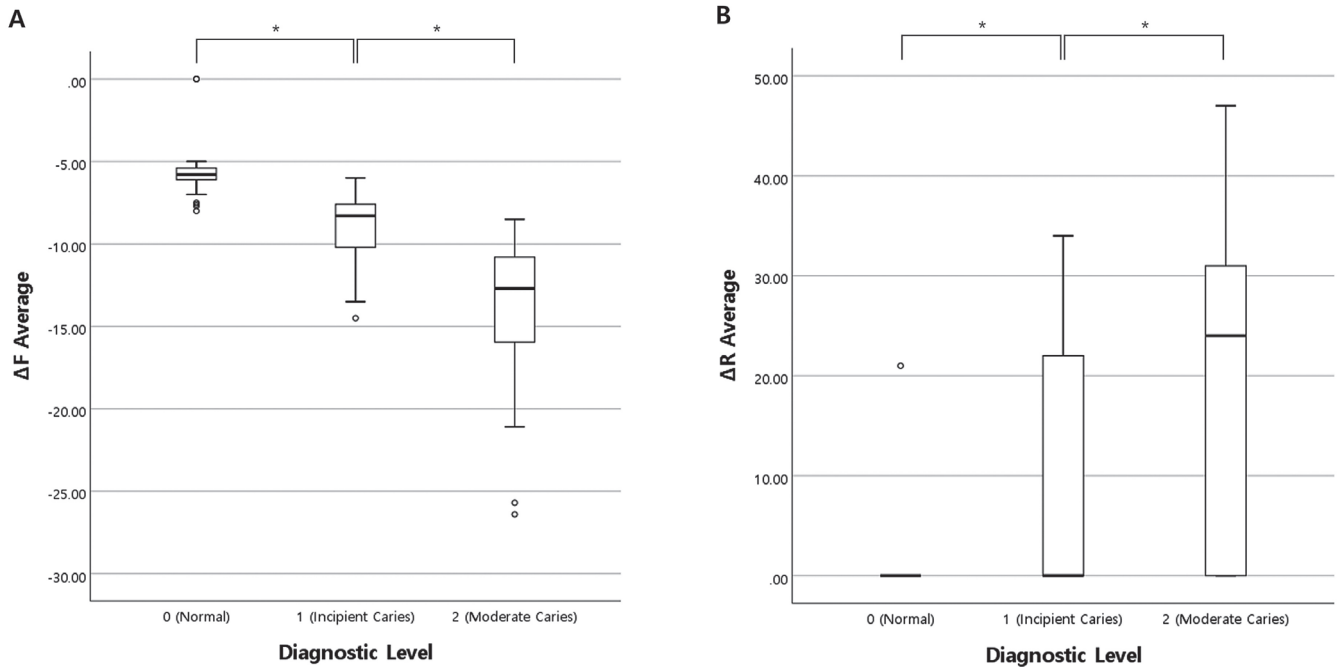 A
* *
.00
-5.00
-10.00
-15.00
-20.00
-25.00
-30.00
ΔF Average
0 (Normal) 1 (Incipient Caries) 2 (Moderate Caries)
Diagnostic Level
B
* *
50.00
40.00
30.00
20.00
10.00
.00
ΔR Average
0 (Normal) 1 (Incipient Caries) 2 (Moderate Caries)
Diagnostic Level